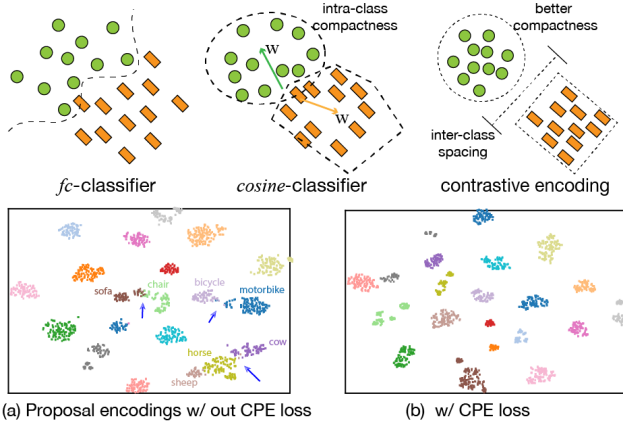 intra-class
compactness
w
w
better
compactness
inter-class
spacing
fc-classifier
cosine-classifier
contrastive encoding
sofa
chair
bicycle
motorbike
horse
cow
sheep
(a) Proposal encodings w/ out CPE loss
(b) w/ CPE loss